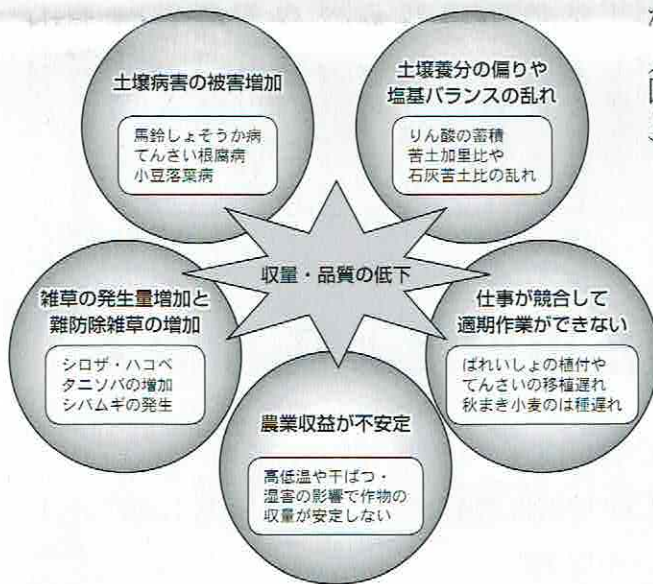 土壌病害の被害増加
馬鈴しょそうか病
てんさい根腐病
小豆落葉病
土壌養分の偏りや
塩基バランスの乱れ
りん酸の蓄積
苦土加里比や
石灰苦土比の乱れ
収量・品質の低下
雑草の発生量増加と
難防除雑草の増加
シロザ・ハコベ
タニソバの増加
シバムギの発生
仕事が競合して
適期作業ができない
ばれいしょの植付や
てんさいの移植遅れ
秋まき小麦のは種遅れ
農業収益が不安定
高低温や干ばつ・
湿害の影響で作物の
収量が安定しない